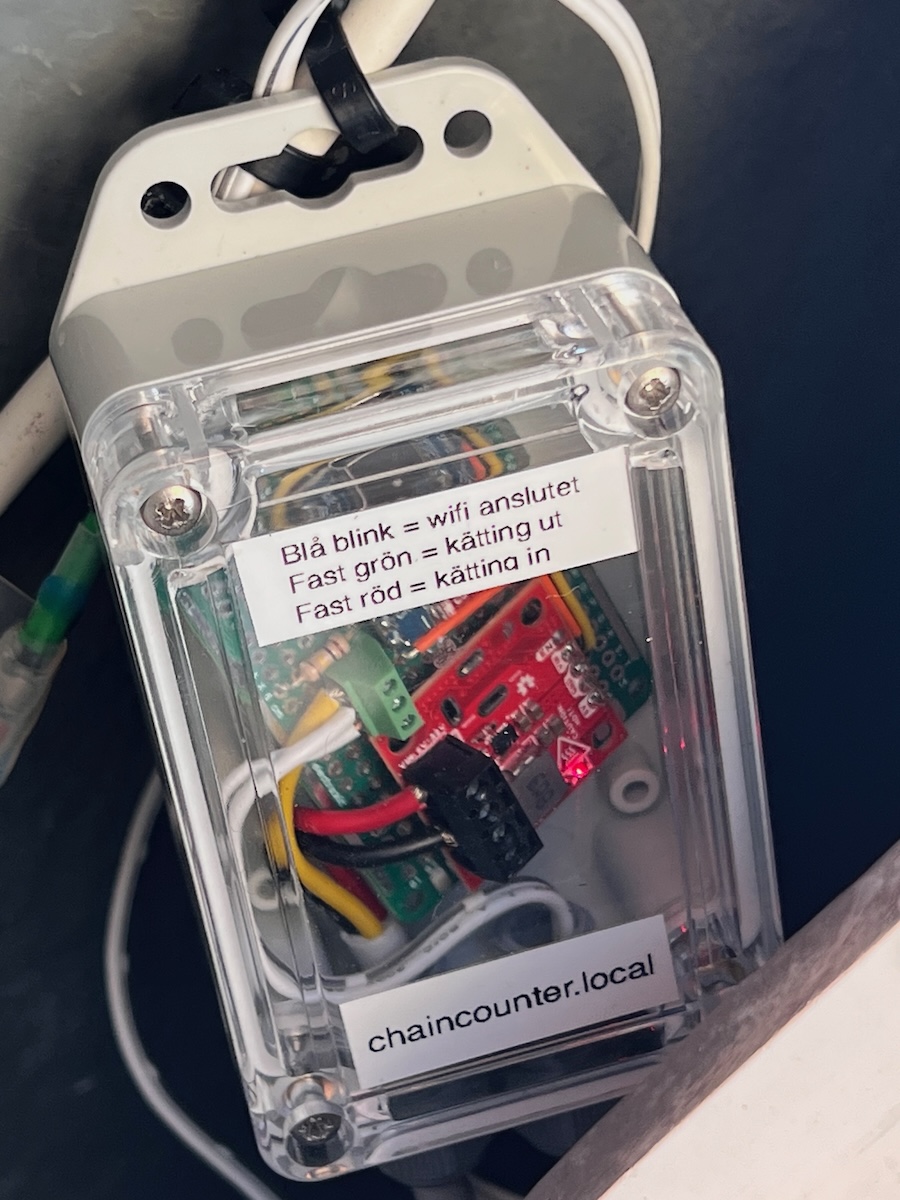 Blå blink = wifi anslutet
Fast grön = kätting ut
Fast röd = kätting in
chaincounter.local